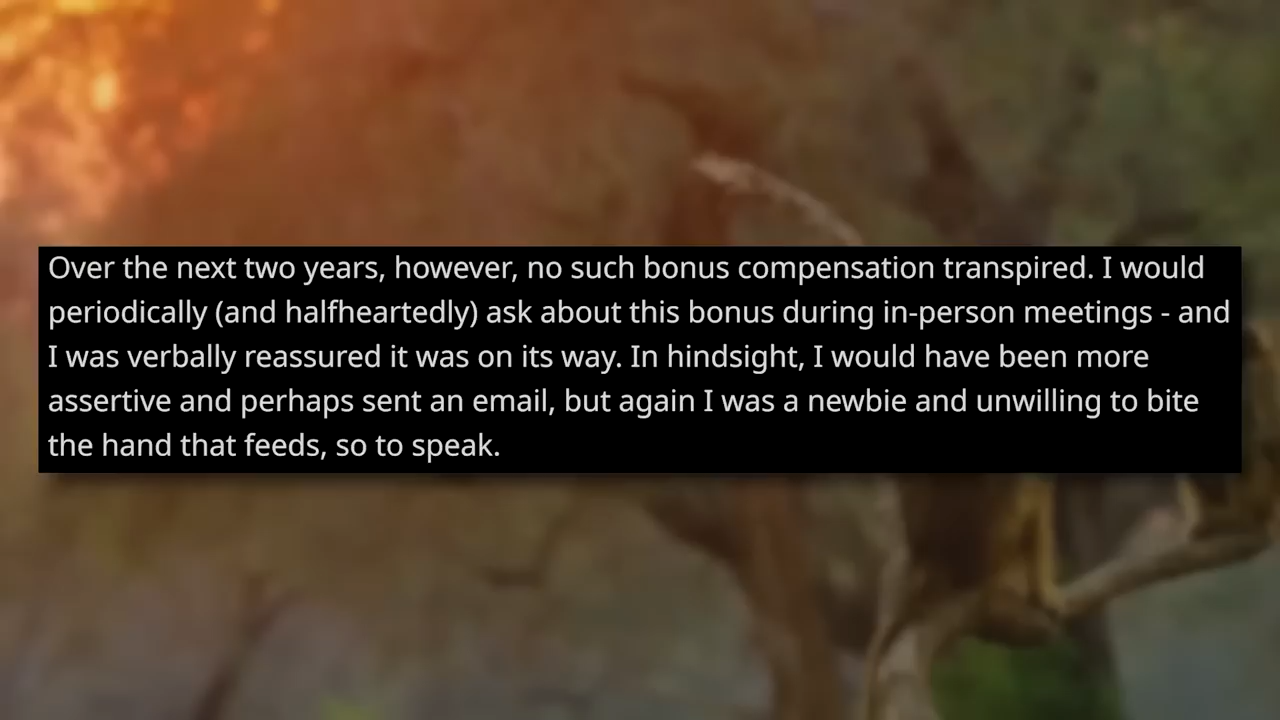 Over the next two years, however, no such bonus compensation transpired. I would
periodically (and halfheartedly) ask about this bonus during in-person meetings - and
I was verbally reassured it was on its way. In hindsight, I would have been more
assertive and perhaps sent an email, but again I was a newbie and unwilling to bite
the hand that feeds, so to speak.